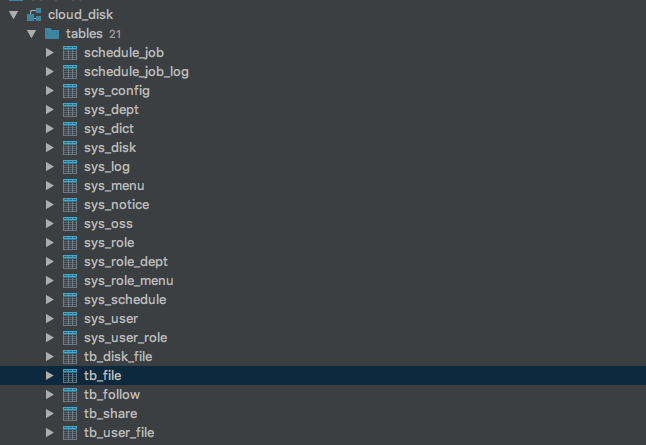 cloud_disk
tables 21
schedule_job
schedule_job_log
sys_config
sys_dept
sys_dict
sys_disk
sys_log
sys_menu
sys_notice
sys_oss
sys_role
sys_role_dept
sys_role_menu
sys_schedule
sys_user
sys_user_role
tb_disk_file
tb_file
tb_follow
tb_share
tb_user_file